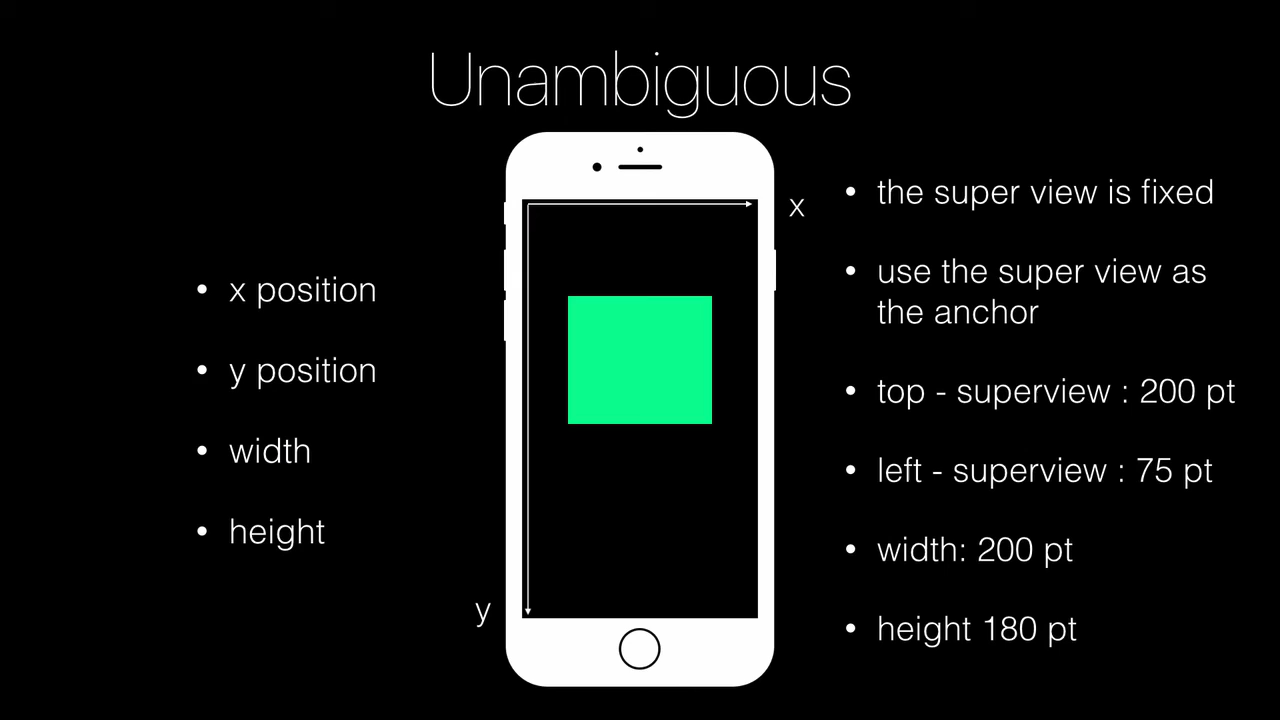 Unambiguous
• x position
• y position
• width
• height
x
y
• the super view is fixed
• use the super view as
the anchor
• top - superview : 200 pt
• left - superview : 75 pt
• width: 200 pt
• height 180 pt